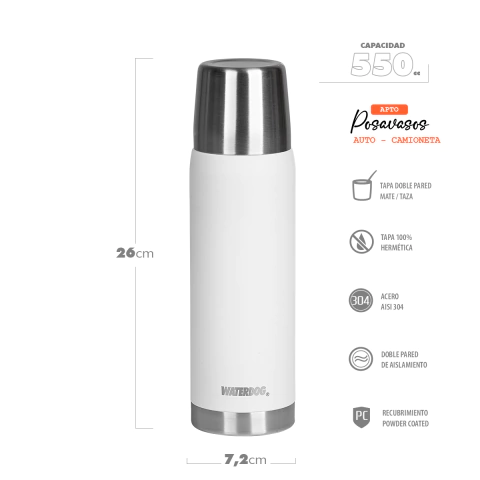 CAPACIDAD
550cc
APTO
Posavasos
AUTO - CAMIONETA
TAPA DOBLE PARED
MATE / TAZA
TAPA 100%
HERMÉTICA
304
ACERO
AISI 304
DOBLE PARED
DE AISLAMIENTO
PC
RECUBRIMIENTO
POWDER COATED
26cm
WATERDOG®
7,2cm